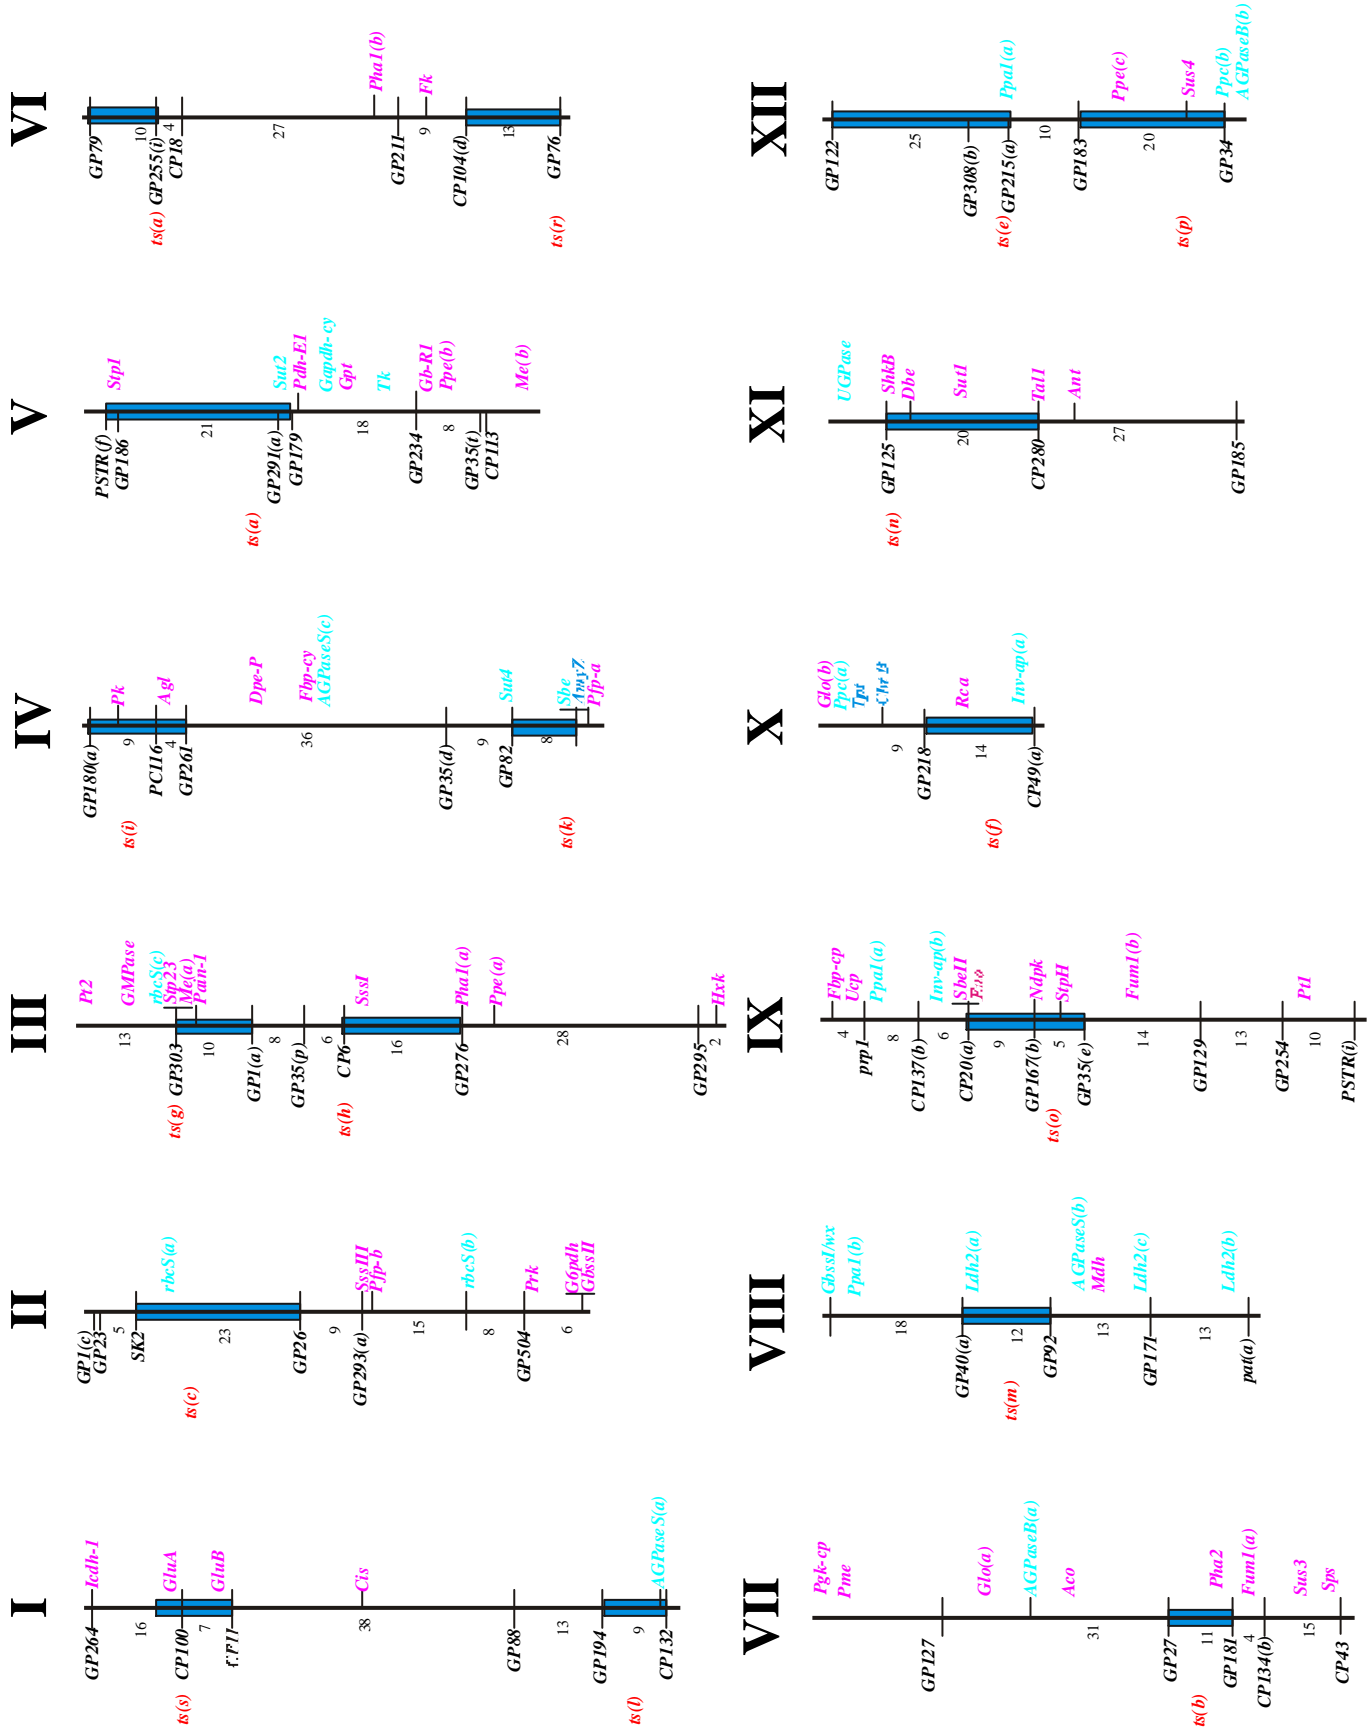 I
GP264
Icdh-1
16
ts(s)
CP100
GluA
7
GluB
38
Cis
GP88
13
GP194
ts(l)
9
AGPaseS(a)
CP132
II
GP1(c)
GP23
5
SK2
rbcS(a)
ts(c)
23
GP26
9
GP293(a)
SssIII
Pfp-b
15
rbcS(b)
8
GP504
Prk
6
G6pdh
GbssII
III
Pt2
13
GMPase
rbcS(c)
Stp23
Me(a)
Pain-1
ts(g)
GP303
10
GP1(a)
8
GP35(p)
6
CP6
ts(h)
SssI
16
GP276
Pha1(a)
Ppe(a)
28
GP295
2
Hxk
IV
GP180(a)
Pk
ts(i)
9
PC116
Agl
4
GP261
Dpe-P
36
Fbp-cy
AGPaseS(c)
GP35(d)
9
GP82
Sut4
8
ts(k)
Sbe
AmyZ
Pfp-a
V
PSTR(f)
Stp1
GP186
21
ts(a)
GP291(a)
Sut2
GP179
Pdh-E1
Gapdh-cy
Gpt
18
Tk
GP234
Gb-R1
Ppe(b)
8
GP35(t)
CP113
Me(b)
VI
GP79
10
ts(a)
GP255(i)
4
CP18
27
Pha1(b)
GP211
9
Fk
CP104(d)
13
ts(r)
GP76
VII
Pgk-cp
Pme
GP127
Glo(a)
AGPaseB(a)
Aco
31
GP27
ts(b)
11
Pha2
GP181
4
Fum1(a)
CP134(b)
15
Sus3
Sps
CP43
VIII
GbssI/wx
Ppa1(b)
18
GP40(a)
Ldh2(a)
ts(m)
12
GP92
AGPaseS(b)
Mdh
13
GP171
Ldh2(c)
13
Ldh2(b)
pat(a)
IX
Fbp-cp
4
Ucp
prp1
Ppa1(a)
8
CP137(b)
Inv-ap(b)
6
CP20(a)
SbeII
9
GP167(b)
Ndpk
ts(o)
5
StpH
GP35(e)
Fum1(b)
14
GP129
13
GP254
Pt1
10
PSTR(i)
X
Glo(b)
Ppc(a)
Tpi
9
GP218
Rca
14
ts(f)
Inv-ap(a)
CP49(a)
XI
UGPase
ts(n)
GP125
ShkB
Dbe
20
Sut1
CP280
Tal1
Ant
27
GP185
XII
GP122
25
GP308(b)
ts(e)
GP215(a)
Ppa1(a)
10
GP183
Ppe(c)
20
ts(p)
Sus4
GP34
Ppc(b)
AGPaseB(b)